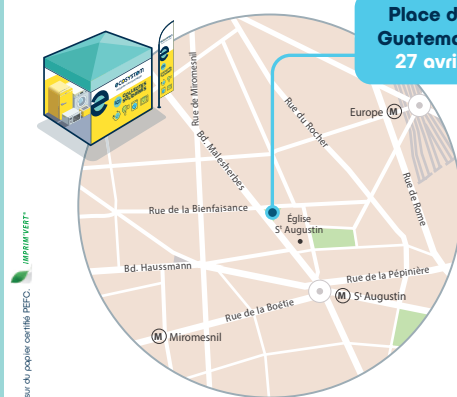 Place d
Guatema
27 avri
ecosystem
COLLECTES
SOLIDAIRES
Rue de Miromesnil
Bd. Malesherbes
Rue du Rocher
Europe M
Rue de Rome
Rue de la Bienfaisance
Église
Sᵗ Augustin
Bd. Haussmann
Rue de la Pépinière
M Sᵗ Augustin
Rue de la Boétie
M Miromesnil
IMPRIM'VERT®
sur du papier certifié PEFC.